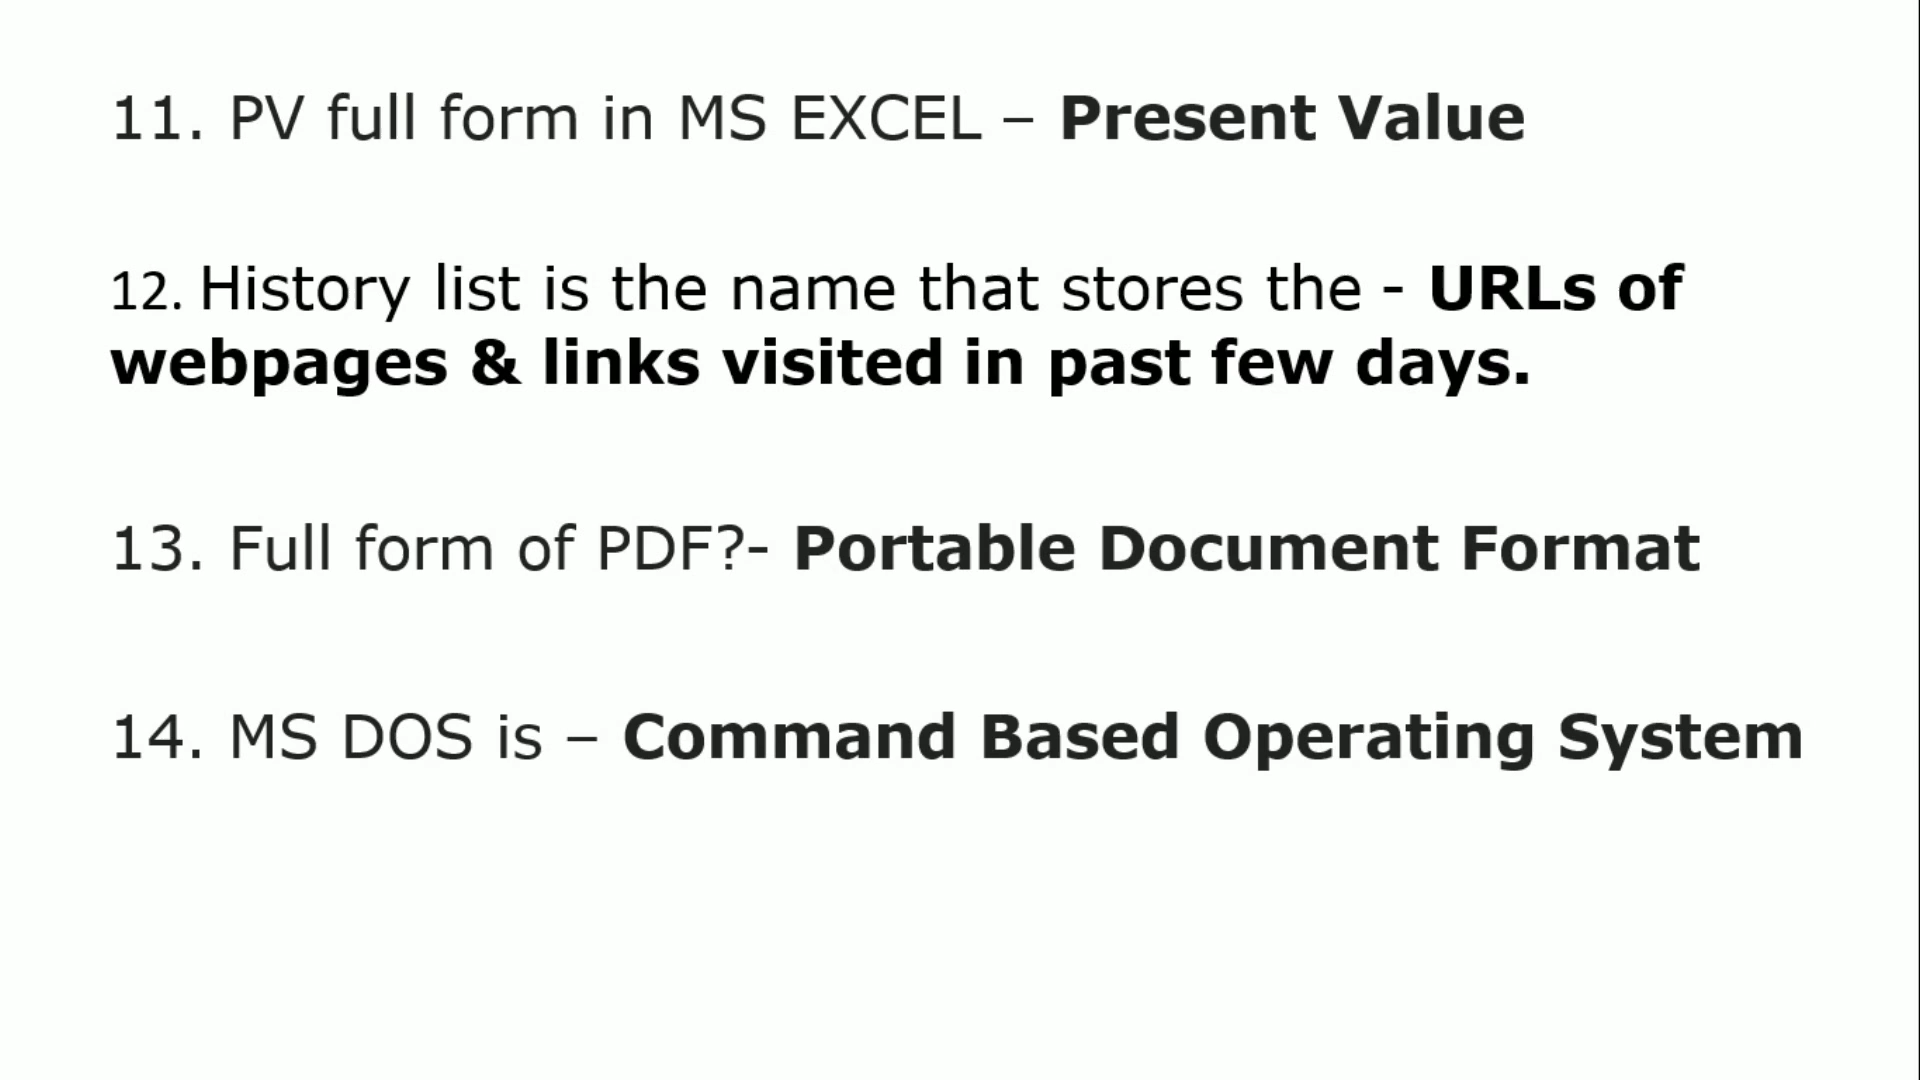 11. PV full form in MS EXCEL – Present Value
12. History list is the name that stores the - URLs of
webpages & links visited in past few days.
13. Full form of PDF?- Portable Document Format
14. MS DOS is – Command Based Operating System